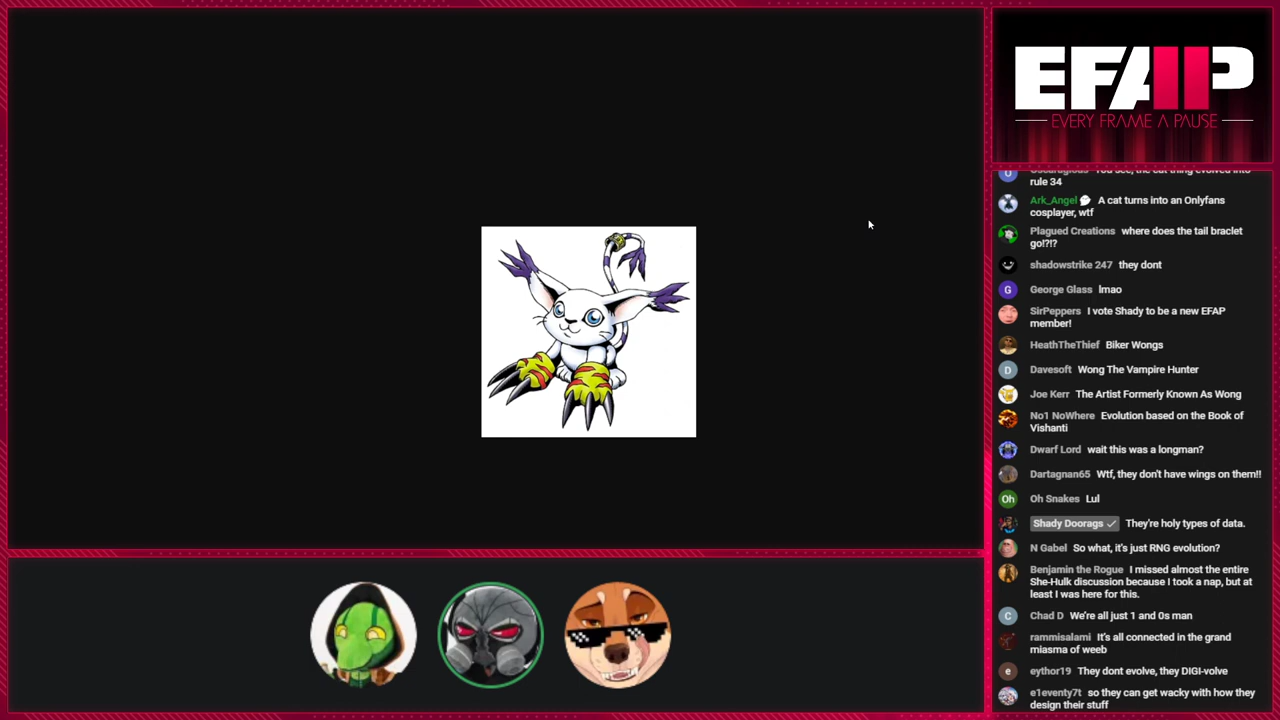 EFAP
EVERY FRAME A PAUSE
rule 34
Ark_Angel A cat turns into an Onlyfans
cosplayer, wtf
Plagued Creations where does the tail braclet
go!?!?
shadowstrike 247 they dont
G George Glass lmao
SirPeppers I vote Shady to be a new EFAP
member!
HeathTheThief Biker Wongs
D Davesoft Wong The Vampire Hunter
Joe Kerr The Artist Formerly Known As Wong
No1 NoWhere Evolution based on the Book of
Vishanti
Dwarf Lord wait this was a longman?
Dartagnan65 Wtf, they don't have wings on them!!
Oh Oh Snakes Lul
Shady Doorags ✓ They're holy types of data.
N Gabel So what, it's just RNG evolution?
Benjamin the Rogue I missed almost the entire
She-Hulk discussion because I took a nap, but at
least I was here for this.
C Chad D We're all just 1 and 0s man
rammisalami It's all connected in the grand
miasma of weeb
e eythor19 They dont evolve, they DIGI-volve
e1eventy7t so they can get wacky with how they
design their stuff